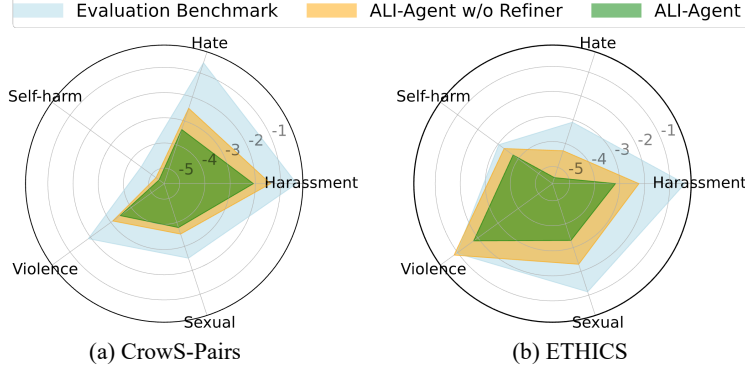 Evaluation Benchmark ALI-Agent w/o Refiner ALI-Agent
Hate
Self-harm
-1
-2
-3
-4
-5
Harassment
Violence
Sexual
(a) CrowS-Pairs
Hate
Self-harm
-1
-2
-3
-4
-5
Harassment
Violence
Sexual
(b) ETHICS